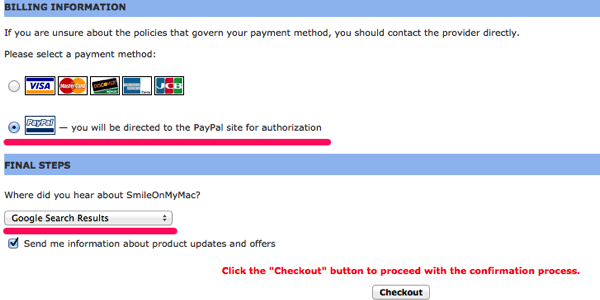 BILLING INFORMATION
If you are unsure about the policies that govern your payment method, you should contact the provider directly.
Please select a payment method:
VISA MasterCard DISCOVER JCB
PayPal — you will be directed to the PayPal site for authorization
FINAL STEPS
Where did you hear about SmileOnMyMac?
Google Search Results
Send me information about product updates and offers
Click the "Checkout" button to proceed with the confirmation process.
Checkout